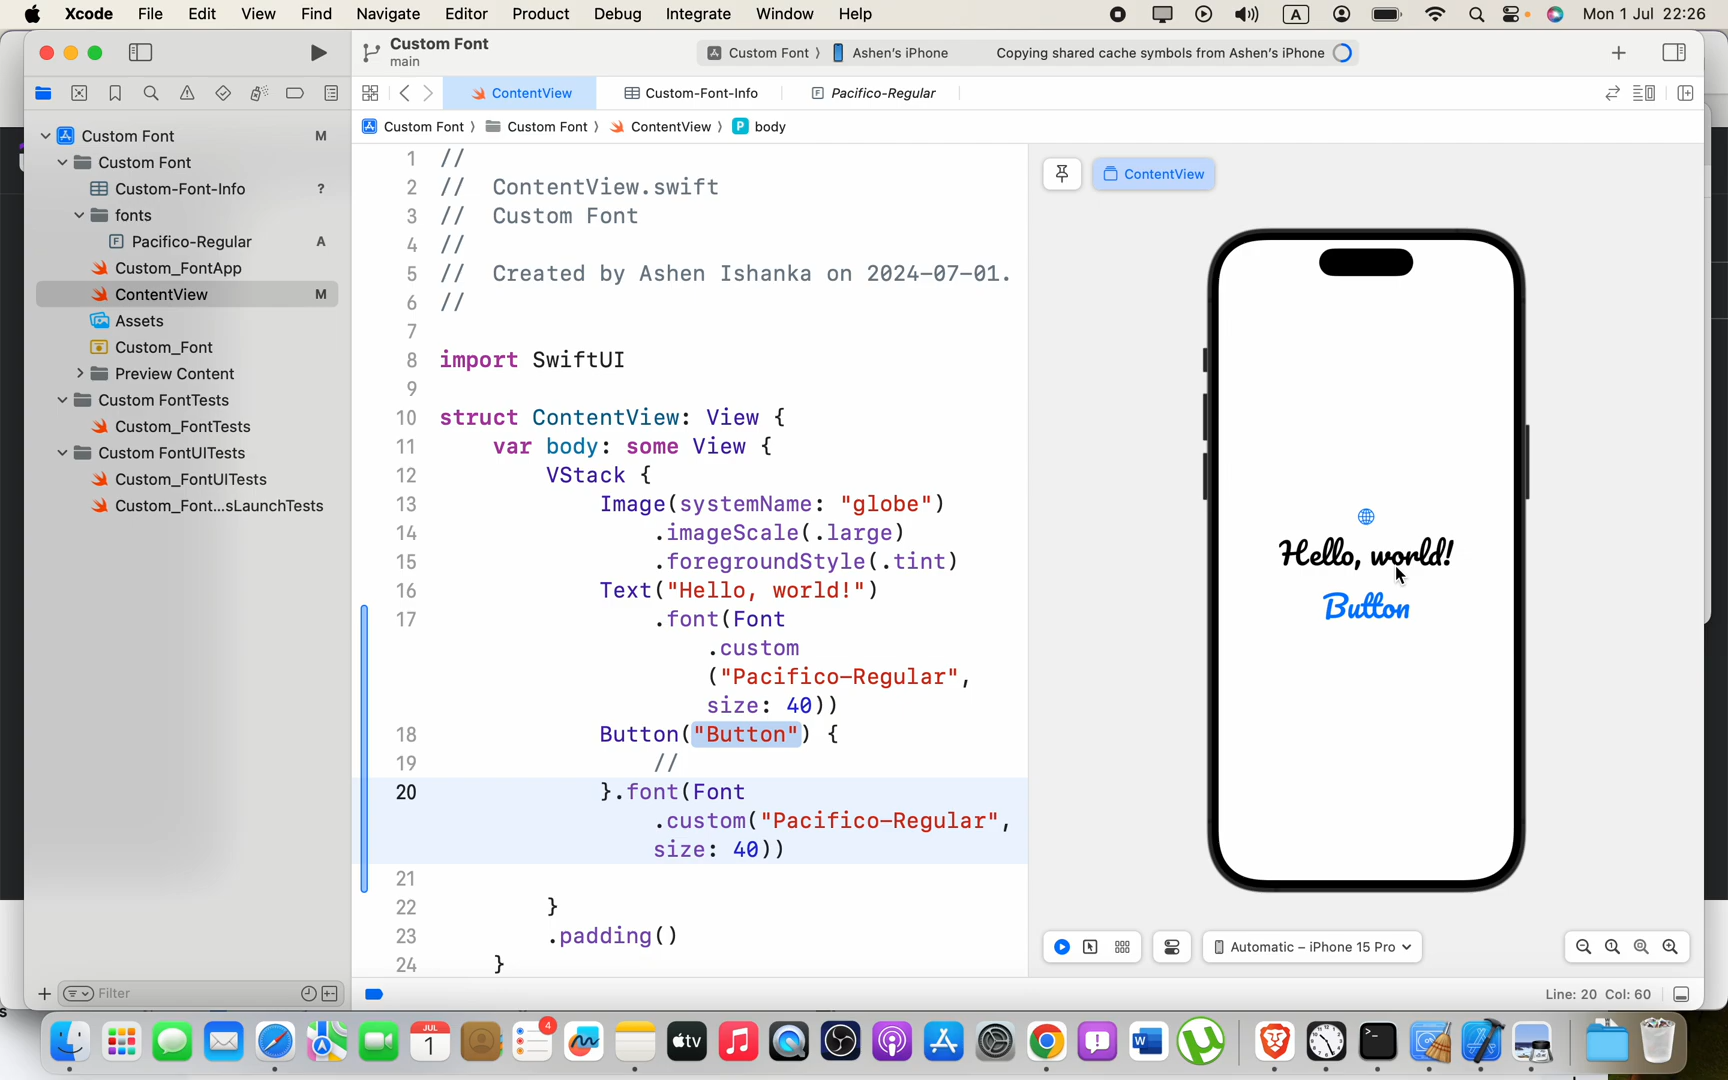 Xcode File Edit View Find Navigate Editor Product Debug Integrate Window Help A Mon 1 Jul 22:26
Custom Font
main
Custom Font 〉 Ashen's iPhone Copying shared cache symbols from Ashen's iPhone
ContentView Custom-Font-Info Pacifico-Regular
Custom Font 〉 Custom Font 〉 ContentView 〉 P body
Custom Font M
Custom Font
Custom-Font-Info ?
fonts
Pacifico-Regular A
Custom_FontApp
ContentView M
Assets
Custom_Font
Preview Content
Custom FontTests
Custom_FontTests
Custom FontUITests
Custom_FontUITests
Custom_Font...sLaunchTests
Filter
1 //
2 // ContentView.swift
3 // Custom Font
4 //
5 // Created by Ashen Ishanka on 2024-07-01.
6 //
7
8 import SwiftUI
9
10 struct ContentView: View {
11 var body: some View {
12 VStack {
13 Image(systemName: "globe")
14 .imageScale(.large)
15 .foregroundStyle(.tint)
16 Text("Hello, world!")
17 .font(Font
.custom
("Pacifico-Regular",
size: 40))
18 Button("Button") {
19 //
20 }.font(Font
.custom("Pacifico-Regular",
size: 40))
21
22 }
23 .padding()
24 }
ContentView
Hello, world!
Button
Automatic – iPhone 15 Pro
Line: 20 Col: 60
JUL
1
4
tv
W